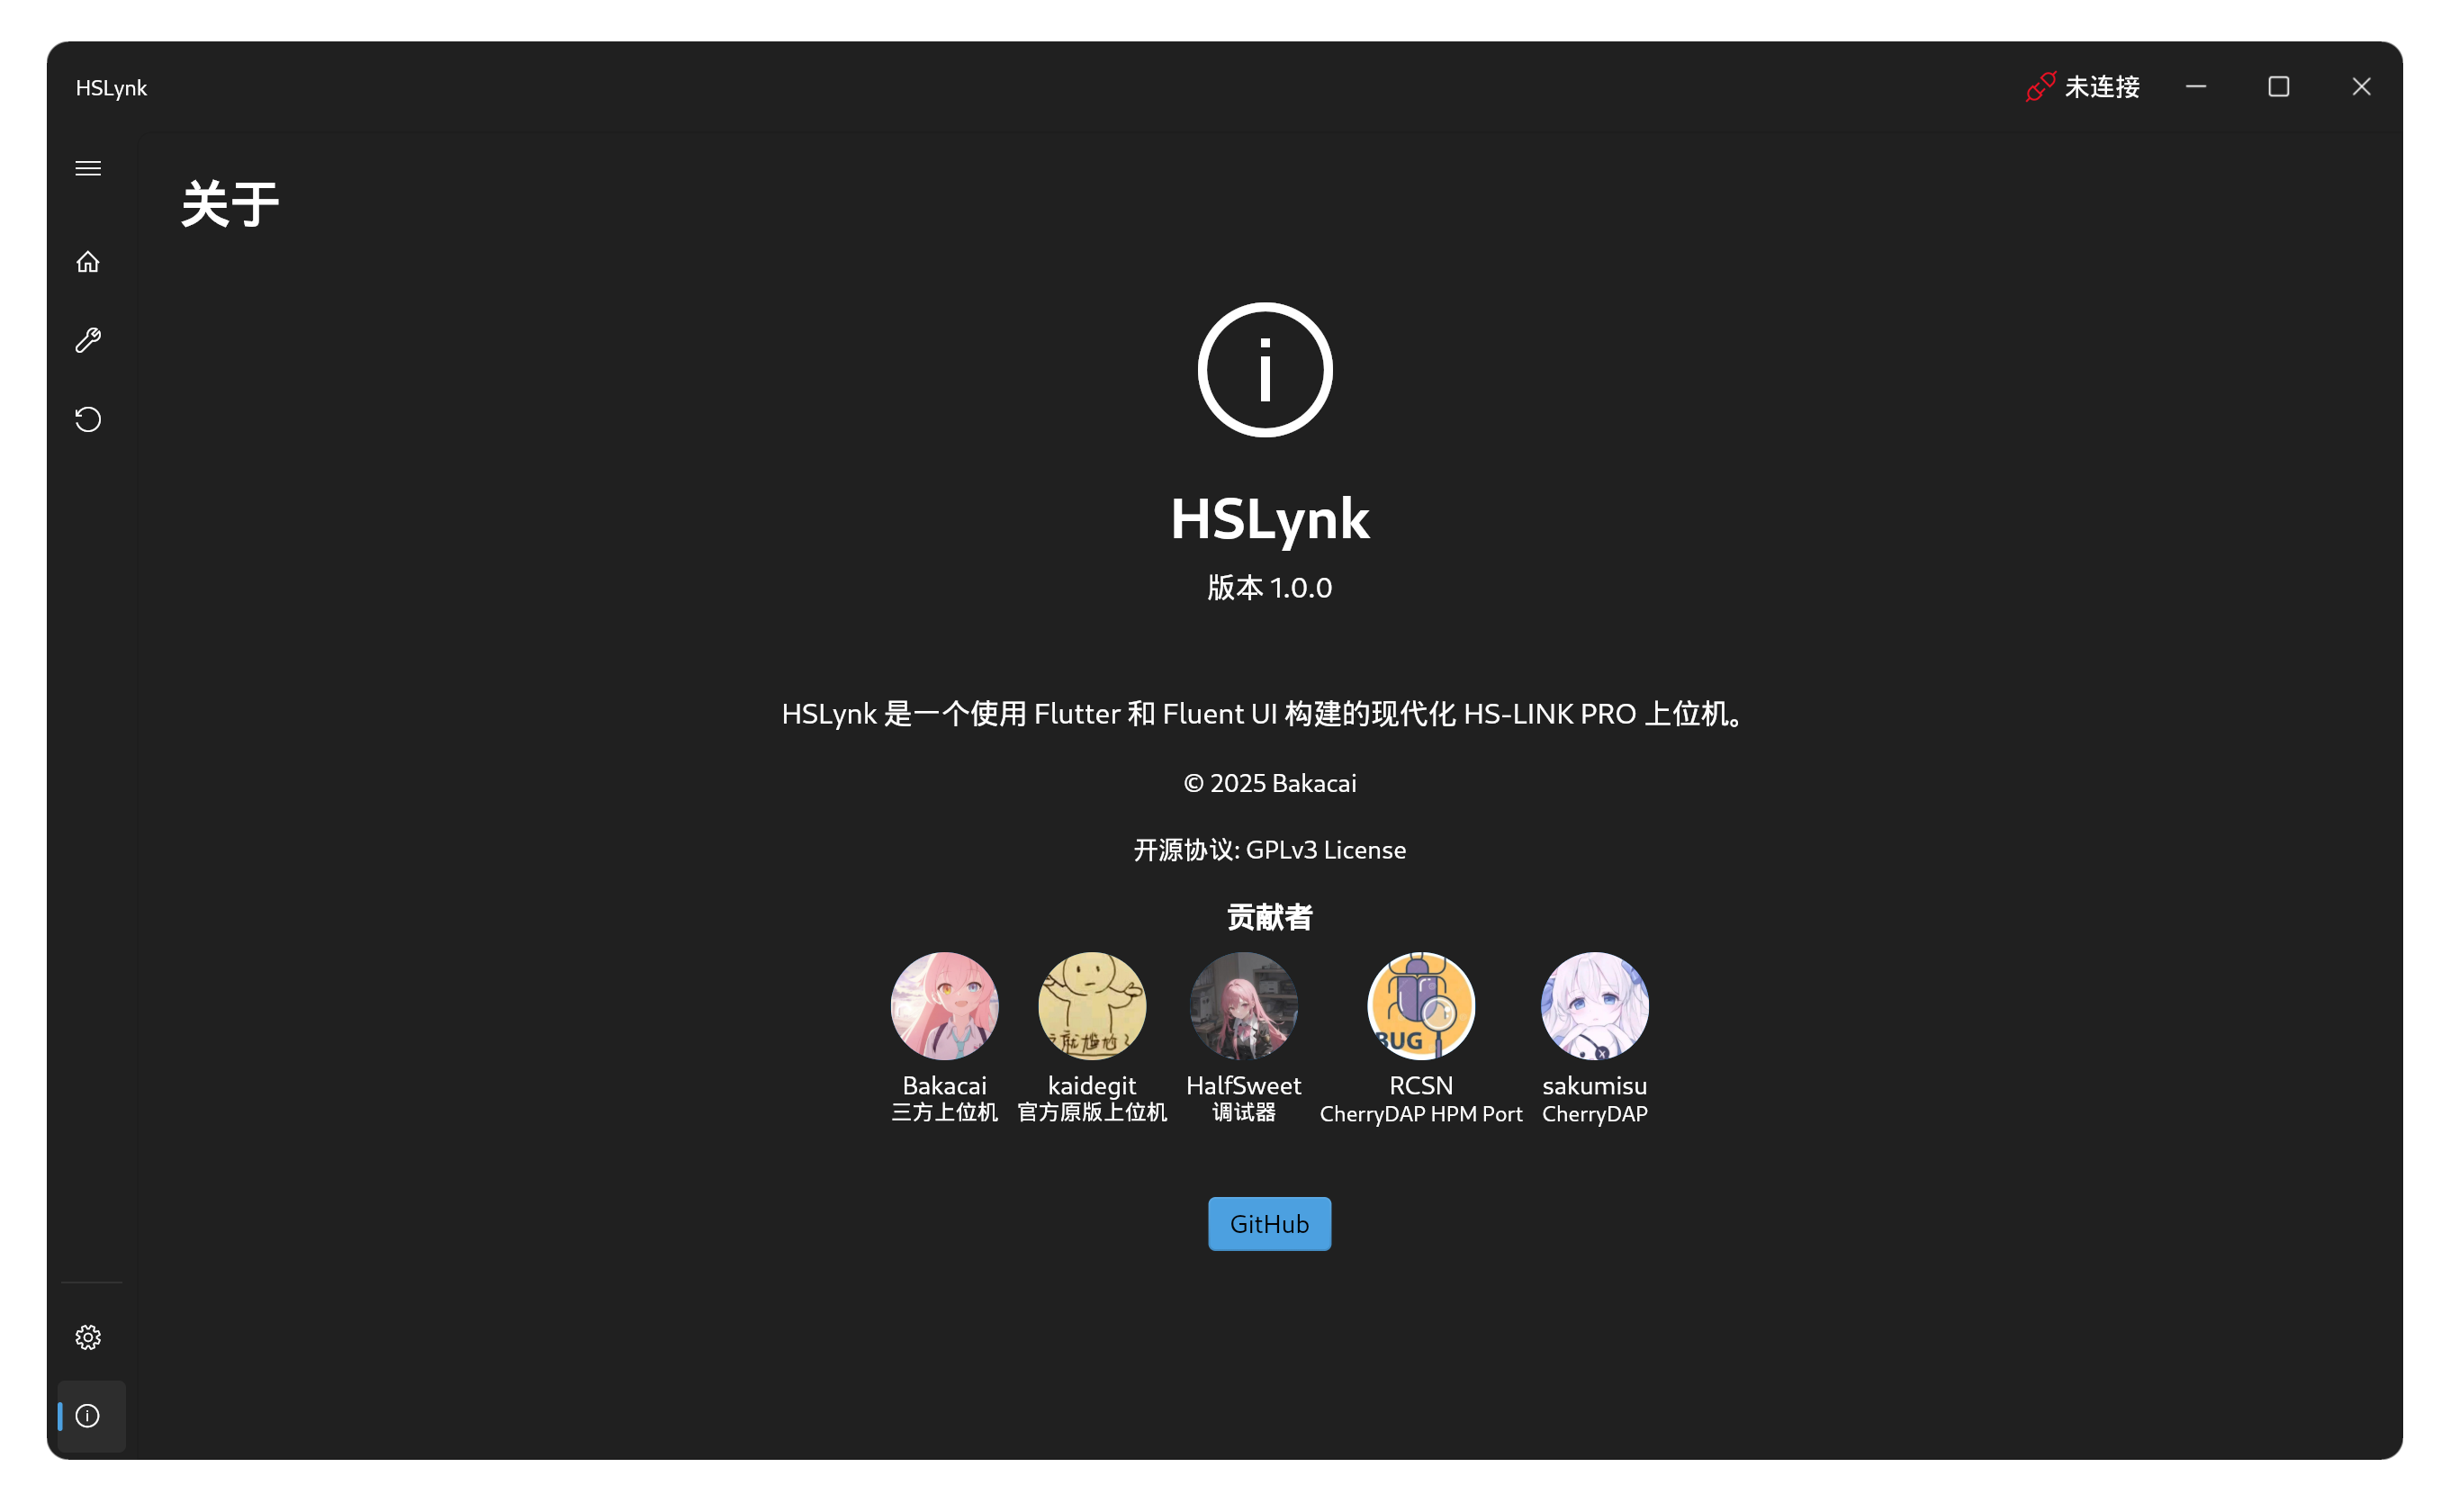 HSLynk
未连接
关于
HSLynk
版本 1.0.0
HSLynk 是一个使用 Flutter 和 Fluent UI 构建的现代化 HS-LINK PRO 上位机。
© 2025 Bakacai
开源协议: GPLv3 License
贡献者
BUG
Bakacai
三方上位机
kaidegit
官方原版上位机
HalfSweet
调试器
RCSN
CherryDAP HPM Port
sakumisu
CherryDAP
GitHub